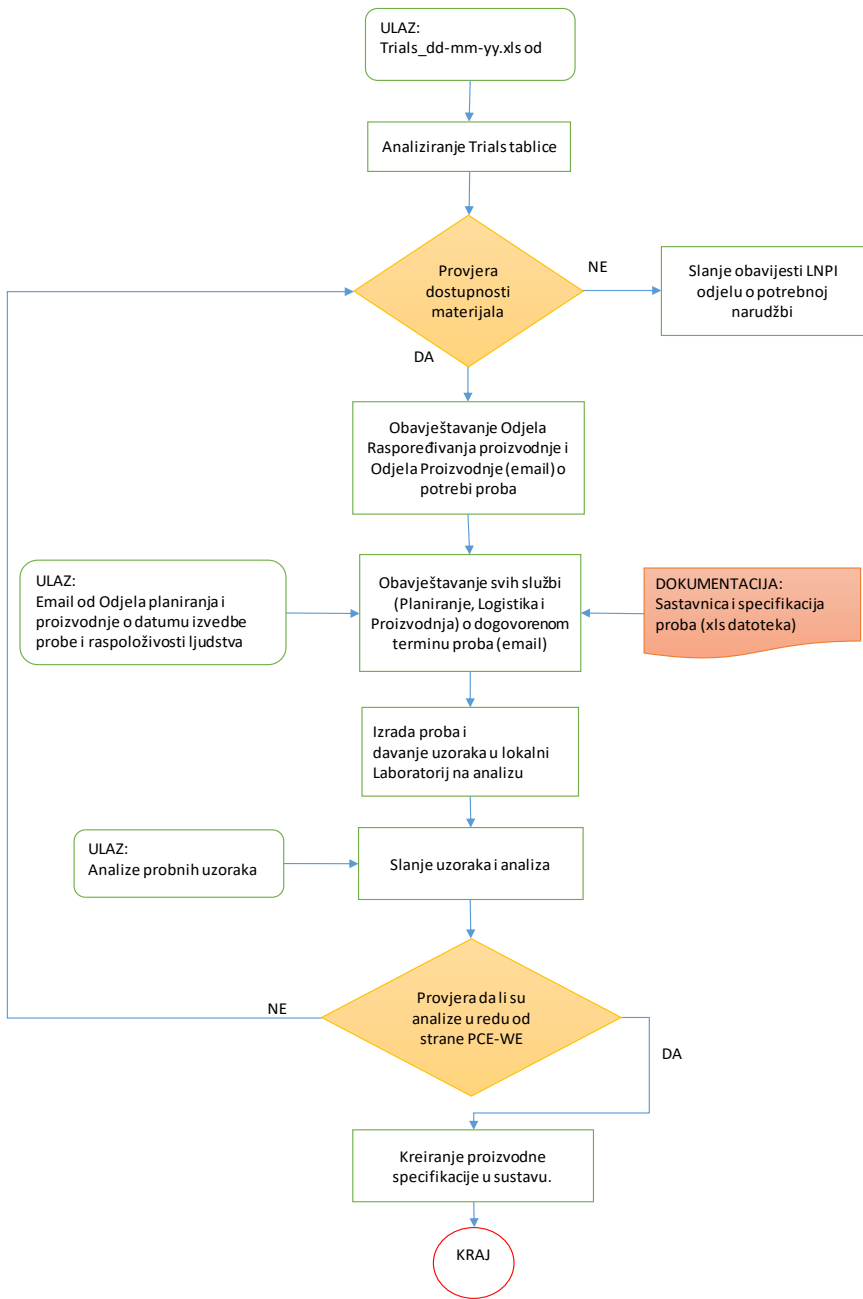 ULAZ:
Trials_dd-mm-yy.xls od
Analiziranje Trials tablice
Provjera
dostupnosti
materijala
NE
Slanje obavijesti LNPI
odjelu o potrebnoj
narudžbi
DA
Obavještavanje Odjela
Raspoređivanja proizvodnje i
Odjela Proizvodnje (email) o
potrebi proba
ULAZ:
Email od Odjela planiranja i
proizvodnje o datumu izvedbe
probe i raspoloživosti ljudstva
Obavještavanje svih službi
(Planiranje, Logistika i
Proizvodnja) o dogovorenom
terminu proba (email)
DOKUMENTACIJA:
Sastavnica i specifikacija
proba (xls datoteka)
Izrada proba i
davanje uzoraka u lokalni
Laboratorij na analizu
ULAZ:
Analize probnih uzoraka
Slanje uzoraka i analiza
NE
Provjera da li su
analize u redu od
strane PCE-WE
DA
Kreiranje proizvodne
specifikacije u sustavu.
KRAJ